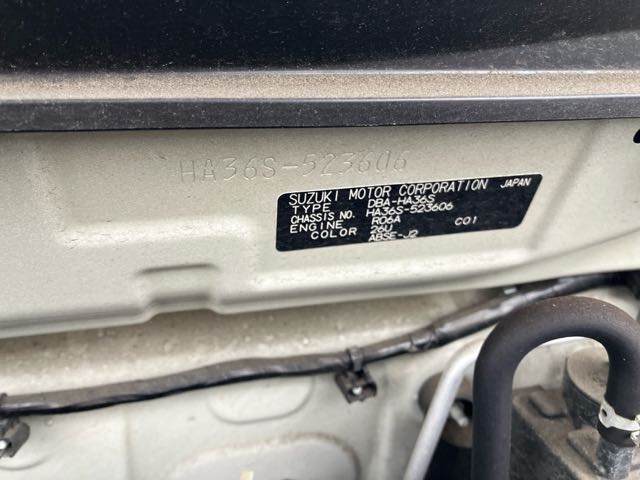 HA36S-523606
SUZUKI MOTOR CORPORATION JAPAN
TYPE DBA-HA36S
CHASSIS NO. HA36S-523606
ENGINE R06A
COLOR 26U C01
ABSE-J2